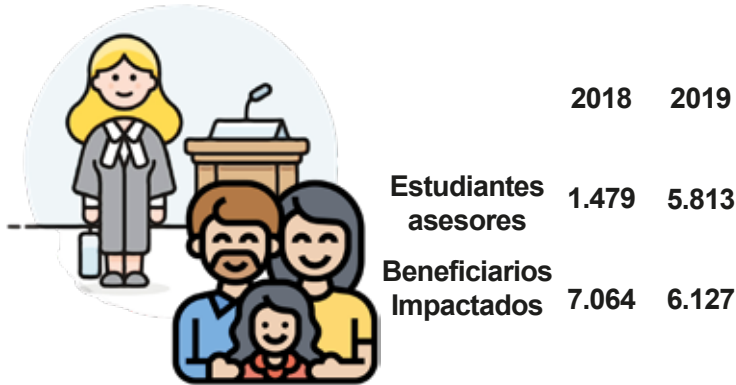 2018 2019
Estudiantes
asesores 1.479 5.813
Beneficiarios
Impactados 7.064 6.127